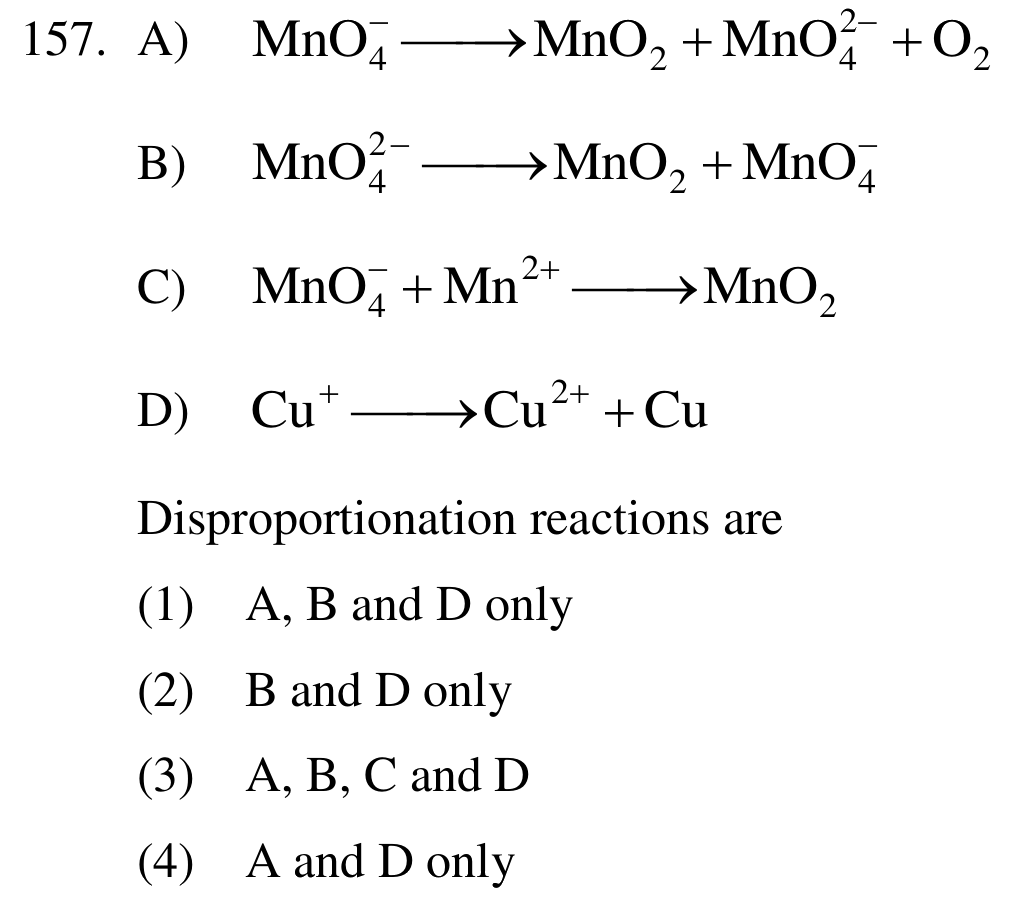 157. A) MnO₄⁻ ⟶ MnO₂ + MnO₄²⁻ + O₂
B) MnO₄²⁻ ⟶ MnO₂ + MnO₄⁻
C) MnO₄⁻ + Mn²⁺ ⟶ MnO₂
D) Cu⁺ ⟶ Cu²⁺ + Cu
Disproportionation reactions are
(1) A, B and D only
(2) B and D only
(3) A, B, C and D
(4) A and D only